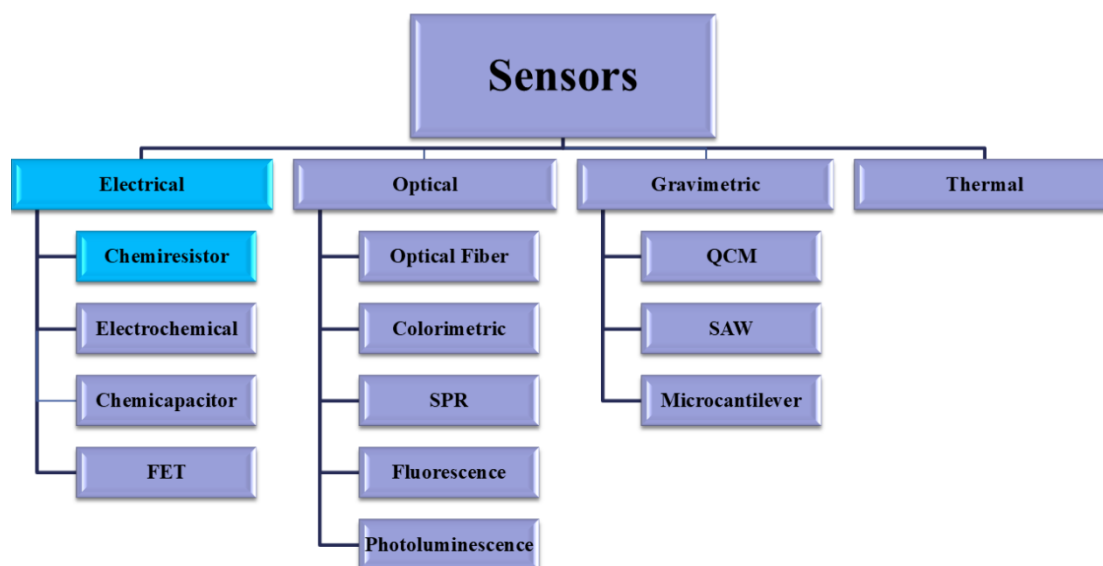 Sensors
Electrical
Optical
Gravimetric
Thermal
Chemiresistor
Optical Fiber
QCM
Electrochemical
Colorimetric
SAW
Chemicapacitor
SPR
Microcantilever
FET
Fluorescence
Photoluminescence